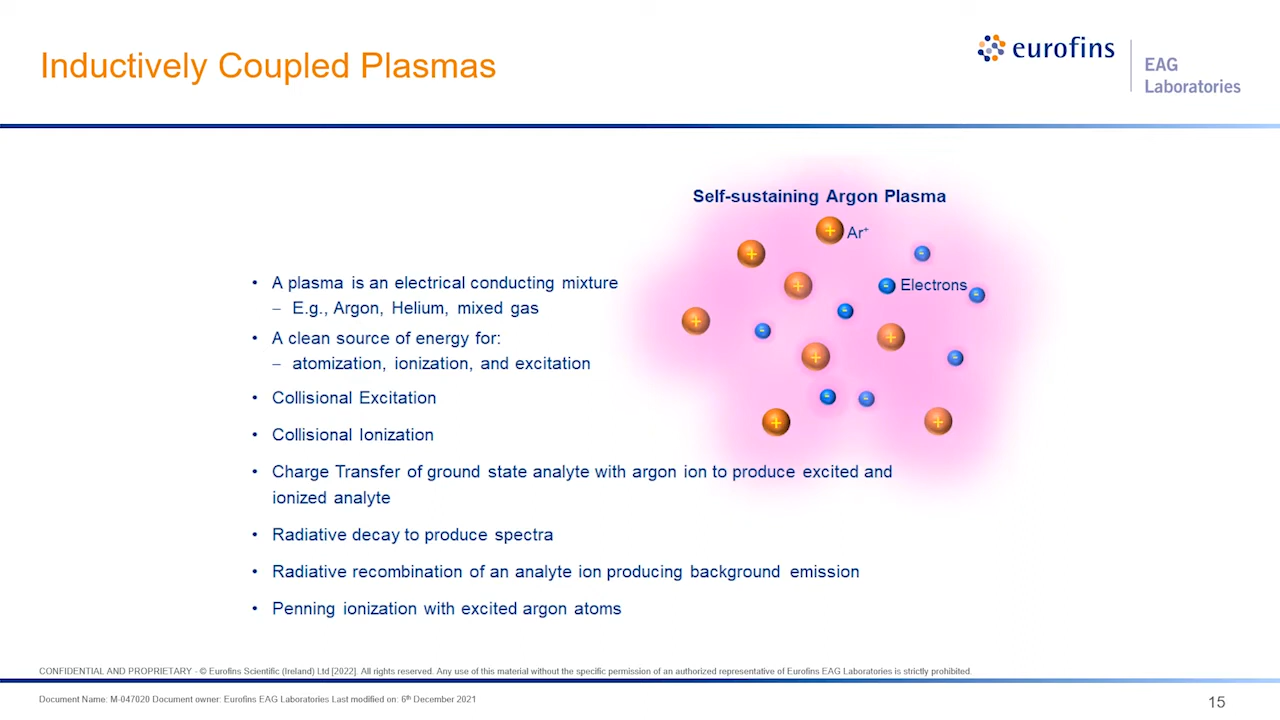 Inductively Coupled Plasmas
eurofins
EAG
Laboratories
Self-sustaining Argon Plasma
Ar⁺
Electrons
• A plasma is an electrical conducting mixture
– E.g., Argon, Helium, mixed gas
• A clean source of energy for:
– atomization, ionization, and excitation
• Collisional Excitation
• Collisional Ionization
• Charge Transfer of ground state analyte with argon ion to produce excited and
ionized analyte
• Radiative decay to produce spectra
• Radiative recombination of an analyte ion producing background emission
• Penning ionization with excited argon atoms
CONFIDENTIAL AND PROPRIETARY - © Eurofins Scientific (Ireland) Ltd [2022]. All rights reserved. Any use of this material without the specific permission of an authorized representative of Eurofins EAG Laboratories is strictly prohibited.
Document Name: M-047020 Document owner: Eurofins EAG Laboratories Last modified on: 6th December 2021
15